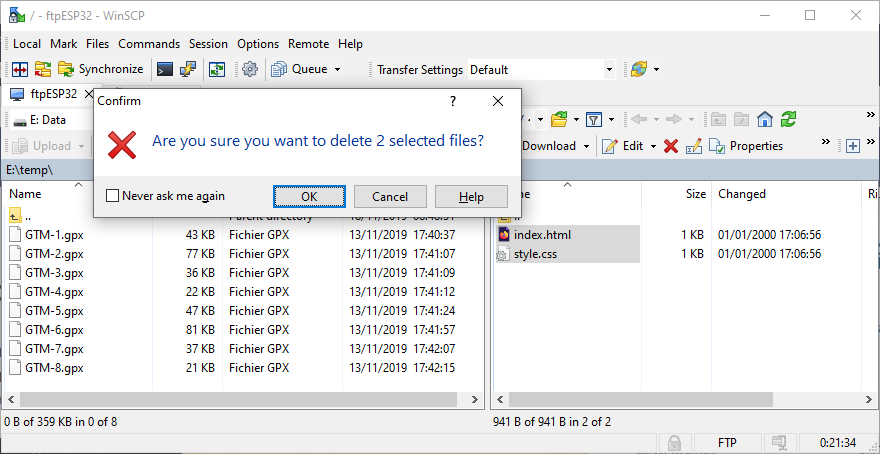 / - ftpESP32 - WinSCP
Local Mark Files Commands Session Options Remote Help
Synchronize Queue Transfer Settings Default
ftpESP32
E: Data
Upload Download Edit Properties
E:\temp\
Name Size Changed
Confirm ?
Are you sure you want to delete 2 selected files?
Never ask me again OK Cancel Help
..
GTM-1.gpx 43 KB Fichier GPX 13/11/2019 17:40:37 index.html 1 KB 01/01/2000 17:06:56
GTM-2.gpx 77 KB Fichier GPX 13/11/2019 17:41:07 style.css 1 KB 01/01/2000 17:06:56
GTM-3.gpx 36 KB Fichier GPX 13/11/2019 17:41:09
GTM-4.gpx 22 KB Fichier GPX 13/11/2019 17:41:12
GTM-5.gpx 47 KB Fichier GPX 13/11/2019 17:41:24
GTM-6.gpx 81 KB Fichier GPX 13/11/2019 17:41:57
GTM-7.gpx 37 KB Fichier GPX 13/11/2019 17:42:07
GTM-8.gpx 21 KB Fichier GPX 13/11/2019 17:42:15
0 B of 359 KB in 0 of 8 941 B of 941 B in 2 of 2
FTP 0:21:34